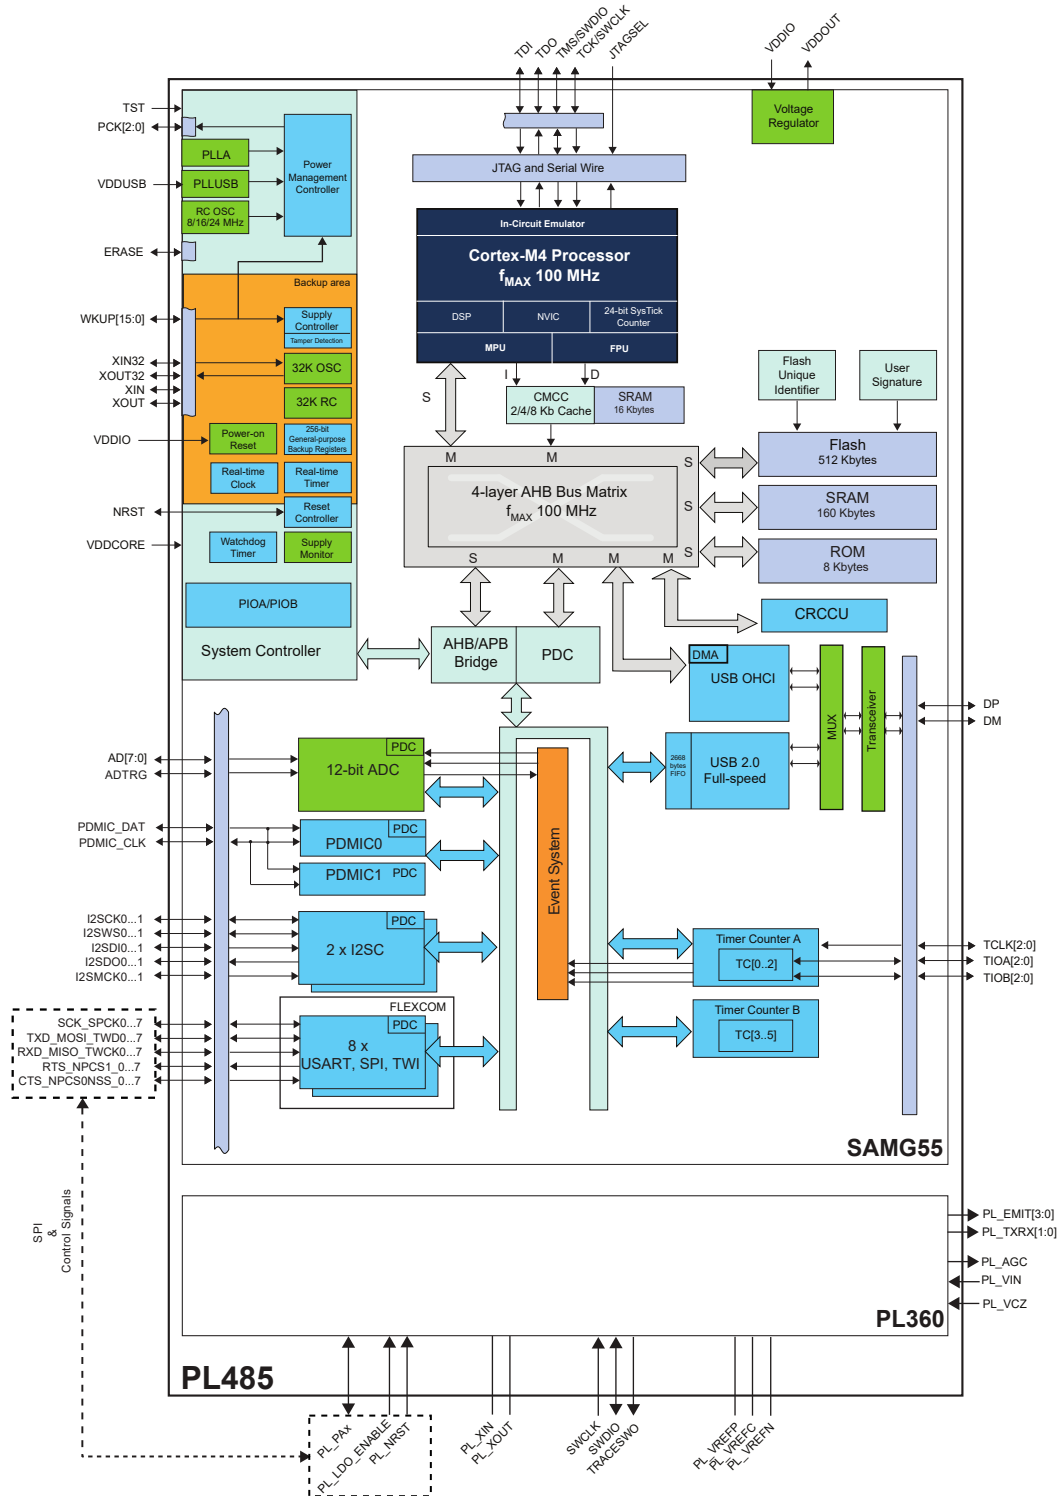 TDI
TDO
TMS/SWDIO
TCK/SWCLK
JTAGSEL
VDDIO
VDDOUT
TST
PCK[2:0]
VDDUSB
ERASE
WKUP[15:0]
XIN32
XOUT32
XIN
XOUT
VDDIO
NRST
VDDCORE
PLLA
PLLUSB
RC OSC
8/16/24 MHz
Power
Management
Controller
Backup area
Supply
Controller
Tamper Detection
32K OSC
32K RC
Power-on
Reset
256-bit
General-purpose
Backup Registers
Real-time
Clock
Real-time
Timer
Reset
Controller
Watchdog
Timer
Supply
Monitor
PIOA/PIOB
System Controller
Voltage
Regulator
JTAG and Serial Wire
In-Circuit Emulator
Cortex-M4 Processor
fMAX 100 MHz
DSP
NVIC
24-bit SysTick
Counter
MPU
FPU
S
I
D
CMCC
2/4/8 Kb Cache
SRAM
16 Kbytes
Flash
Unique
Identifier
User
Signature
M
M
4-layer AHB Bus Matrix
fMAX 100 MHz
S
S
S
S
M
M
M
Flash
512 Kbytes
SRAM
160 Kbytes
ROM
8 Kbytes
CRCCU
AHB/APB
Bridge
PDC
DMA
USB OHCI
2668
bytes
FIFO
USB 2.0
Full-speed
MUX
Transceiver
DP
DM
AD[7:0]
ADTRG
PDC
12-bit ADC
PDMIC_DAT
PDMIC_CLK
PDC
PDMIC0
PDMIC1
PDC
I2SCK0...1
I2SWS0...1
I2SDI0...1
I2SDO0...1
I2SMCK0...1
PDC
2 x I2SC
Event System
Timer Counter A
TC[0..2]
TCLK[2:0]
TIOA[2:0]
TIOB[2:0]
Timer Counter B
TC[3..5]
FLEXCOM
PDC
8 x
USART, SPI, TWI
SCK_SPCK0...7
TXD_MOSI_TWD0...7
RXD_MISO_TWCK0...7
RTS_NPCS1_0...7
CTS_NPCS0NSS_0...7
SAMG55
SPI
&
Control Signals
PL_EMIT[3:0]
PL_TXRX[1:0]
PL_AGC
PL_VIN
PL_VCZ
PL360
PL485
PL_PAx
PL_LDO_ENABLE
PL_NRST
PL_XIN
PL_XOUT
SWCLK
SWDIO
TRACESWO
PL_VREFP
PL_VREFC
PL_VREFN